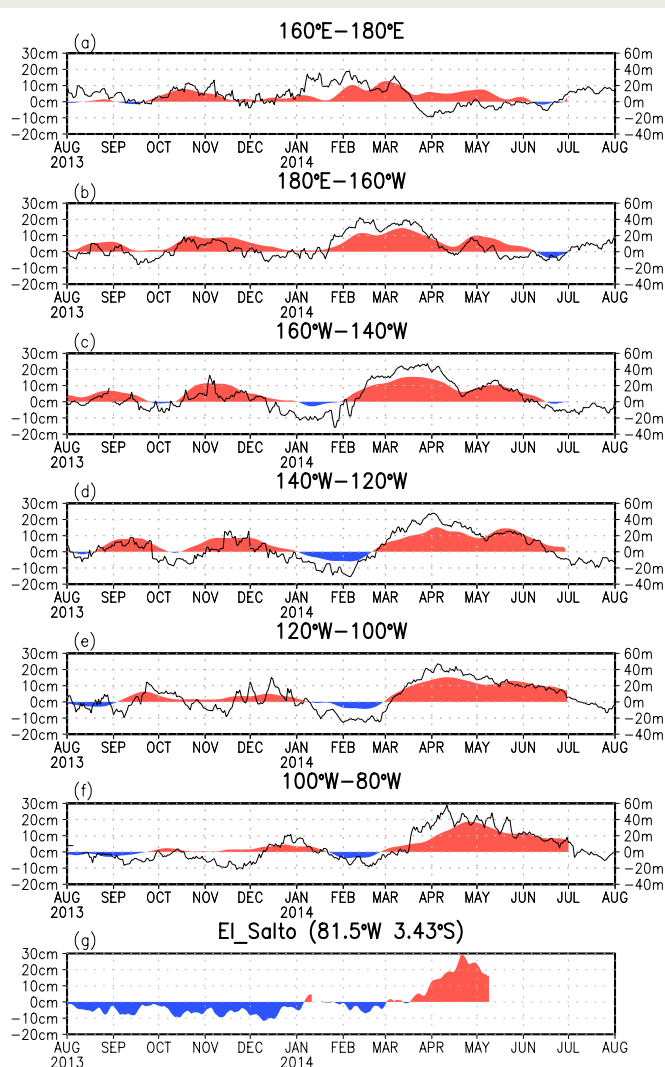 160°E−180°E
(a)
30cm 60m
20cm 40m
10cm 20m
0cm 0m
−10cm −20m
−20cm −40m
AUG SEP OCT NOV DEC JAN FEB MAR APR MAY JUN JUL AUG
2013 2014
180°E−160°W
(b)
30cm 60m
20cm 40m
10cm 20m
0cm 0m
−10cm −20m
−20cm −40m
AUG SEP OCT NOV DEC JAN FEB MAR APR MAY JUN JUL AUG
2013 2014
160°W−140°W
(c)
30cm 60m
20cm 40m
10cm 20m
0cm 0m
−10cm −20m
−20cm −40m
AUG SEP OCT NOV DEC JAN FEB MAR APR MAY JUN JUL AUG
2013 2014
140°W−120°W
(d)
30cm 60m
20cm 40m
10cm 20m
0cm 0m
−10cm −20m
−20cm −40m
AUG SEP OCT NOV DEC JAN FEB MAR APR MAY JUN JUL AUG
2013 2014
120°W−100°W
(e)
30cm 60m
20cm 40m
10cm 20m
0cm 0m
−10cm −20m
−20cm −40m
AUG SEP OCT NOV DEC JAN FEB MAR APR MAY JUN JUL AUG
2013 2014
100°W−80°W
(f)
30cm 60m
20cm 40m
10cm 20m
0cm 0m
−10cm −20m
−20cm −40m
AUG SEP OCT NOV DEC JAN FEB MAR APR MAY JUN JUL AUG
2013 2014
El_Salto (81.5°W 3.43°S)
(g)
30cm
20cm
10cm
0cm
−10cm
−20cm
AUG SEP OCT NOV DEC JAN FEB MAR APR MAY JUN JUL AUG
2013 2014